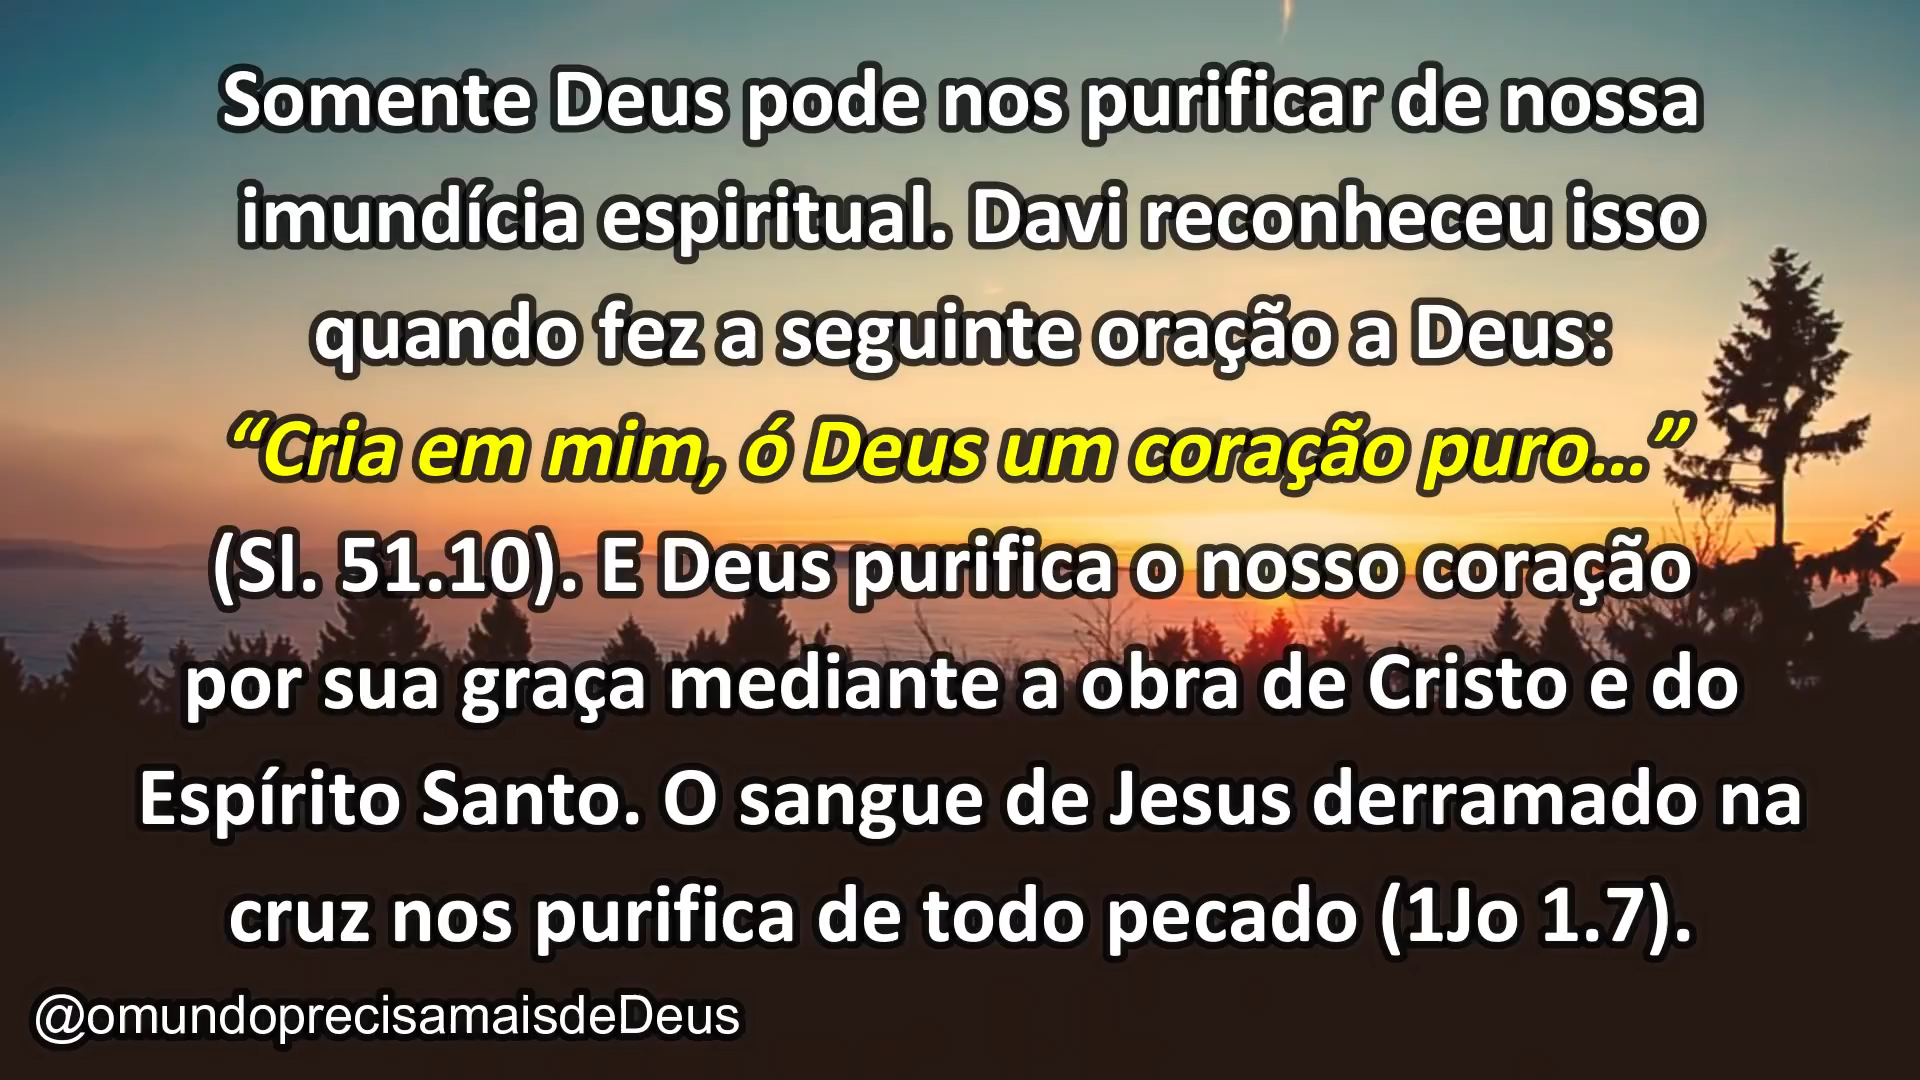 Somente Deus pode nos purificar de nossa
imundícia espiritual. Davi reconheceu isso
quando fez a seguinte oração a Deus:
“Cria em mim, ó Deus um coração puro...”
(Sl. 51.10). E Deus purifica o nosso coração
por sua graça mediante a obra de Cristo e do
Espírito Santo. O sangue de Jesus derramado na
cruz nos purifica de todo pecado (1Jo 1.7).
@omundoprecisamaisdeDeus